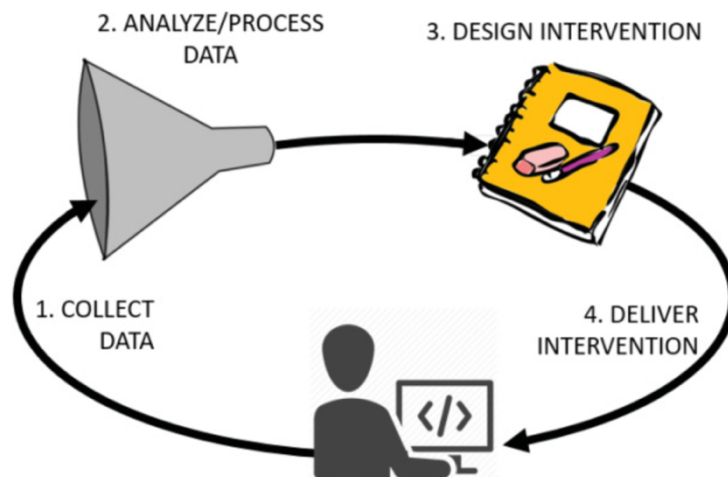 2. ANALYZE/PROCESS
DATA
3. DESIGN INTERVENTION
1. COLLECT
DATA
4. DELIVER
INTERVENTION
</>